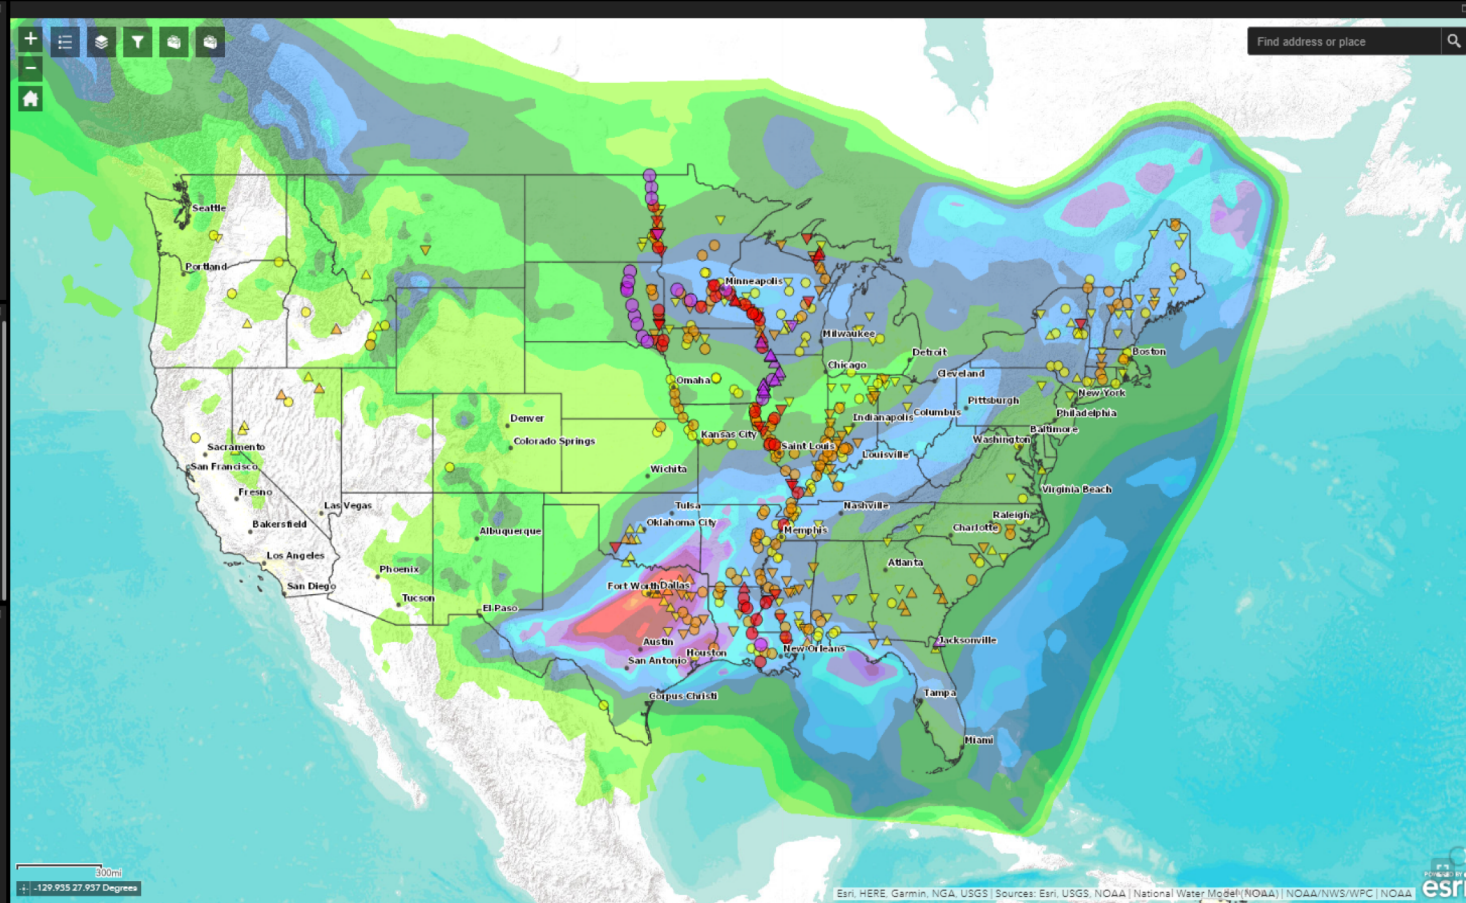 +
Find address or place
−
Seattle
Portland
Minneapolis
Milwaukee
Boston
Detroit
Chicago
Cleveland
Omaha
New York
Pittsburgh
Philadelphia
Denver
Indianapolis
Columbus
Baltimore
Colorado Springs
Kansas City
Washington
Sacramento
Saint Louis
Louisville
San Francisco
Wichita
Fresno
Virginia Beach
Las Vegas
Tulsa
Nashville
Raleigh
Bakersfield
Oklahoma City
Charlotte
Albuquerque
Memphis
Los Angeles
Atlanta
Phoenix
San Diego
Fort Worth
Dallas
Tucson
El Paso
Austin
Jacksonville
Houston
New Orleans
San Antonio
Corpus Christi
Tampa
Miami
300mi
-129.935 27.937 Degrees
Esri, HERE, Garmin, NGA, USGS | Sources: Esri, USGS, NOAA | National Water Model (NOAA) | NOAA/NWS/WPC | NOAA
POWERED BY
esri